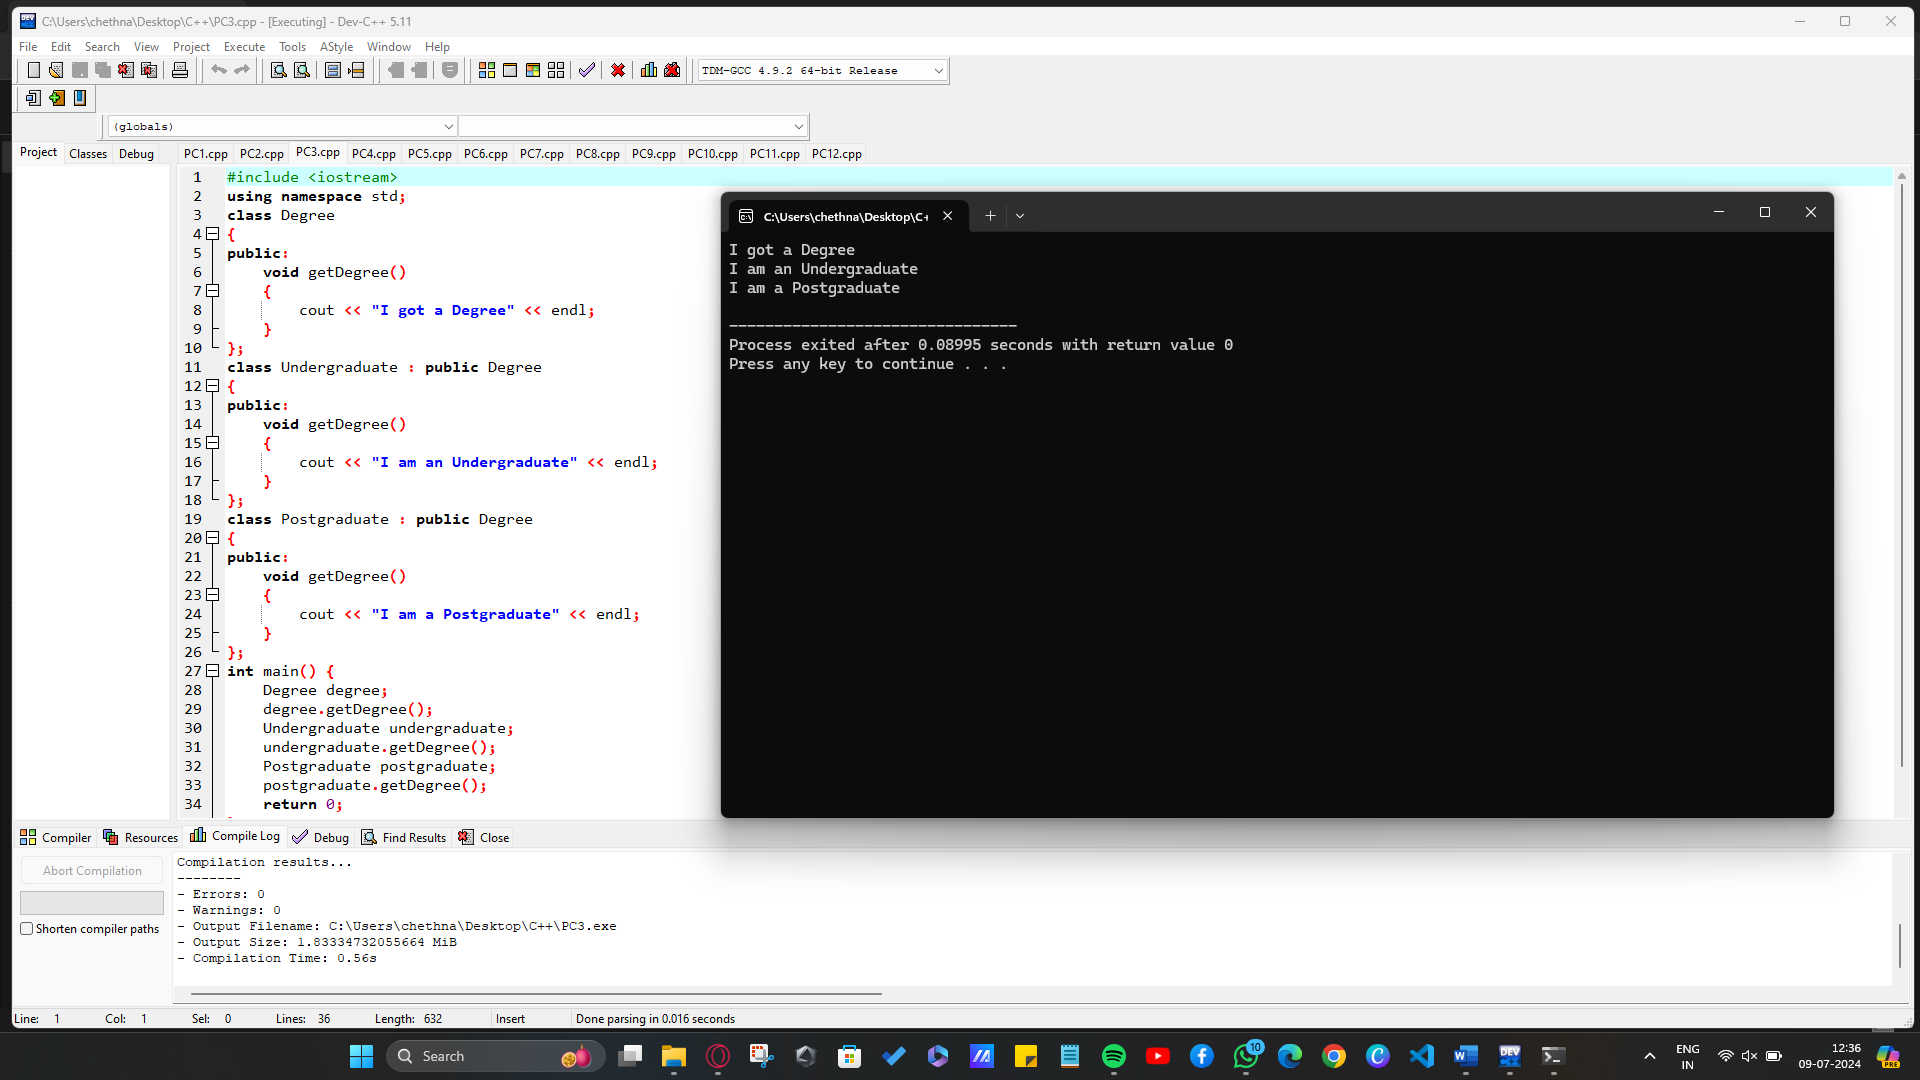 C:\Users\chethna\Desktop\C++\PC3.cpp - [Executing] - Dev-C++ 5.11
File Edit Search View Project Execute Tools AStyle Window Help
TDM-GCC 4.9.2 64-bit Release
(globals)
Project Classes Debug
PC1.cpp PC2.cpp PC3.cpp PC4.cpp PC5.cpp PC6.cpp PC7.cpp PC8.cpp PC9.cpp PC10.cpp PC11.cpp PC12.cpp
1 #include <iostream>
2 using namespace std;
3 class Degree
4 {
5 public:
6 void getDegree()
7 {
8 cout << "I got a Degree" << endl;
9 }
10 };
11 class Undergraduate : public Degree
12 {
13 public:
14 void getDegree()
15 {
16 cout << "I am an Undergraduate" << endl;
17 }
18 };
19 class Postgraduate : public Degree
20 {
21 public:
22 void getDegree()
23 {
24 cout << "I am a Postgraduate" << endl;
25 }
26 };
27 int main() {
28 Degree degree;
29 degree.getDegree();
30 Undergraduate undergraduate;
31 undergraduate.getDegree();
32 Postgraduate postgraduate;
33 postgraduate.getDegree();
34 return 0;
C:\Users\chethna\Desktop\C+
I got a Degree
I am an Undergraduate
I am a Postgraduate
--------------------------------
Process exited after 0.08995 seconds with return value 0
Press any key to continue . . .
Compiler Resources Compile Log Debug Find Results Close
Abort Compilation
Shorten compiler paths
Compilation results...
--------
- Errors: 0
- Warnings: 0
- Output Filename: C:\Users\chethna\Desktop\C++\PC3.exe
- Output Size: 1.83334732055664 MiB
- Compilation Time: 0.56s
Line: 1 Col: 1 Sel: 0 Lines: 36 Length: 632 Insert Done parsing in 0.016 seconds
Search
10
DEV
ENG
IN
12:36
09-07-2024
PRE